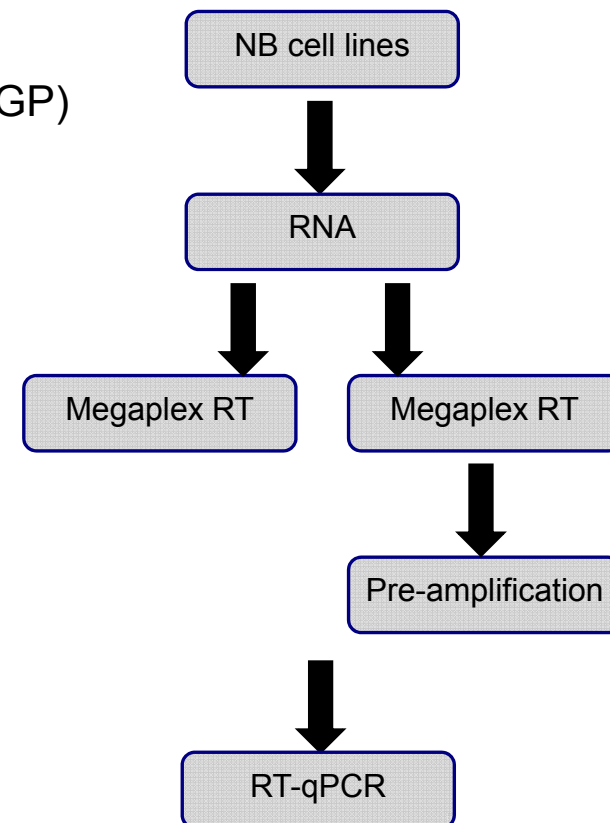 NB cell lines
GP)
RNA
Megaplex RT
Megaplex RT
Pre-amplification
RT-qPCR